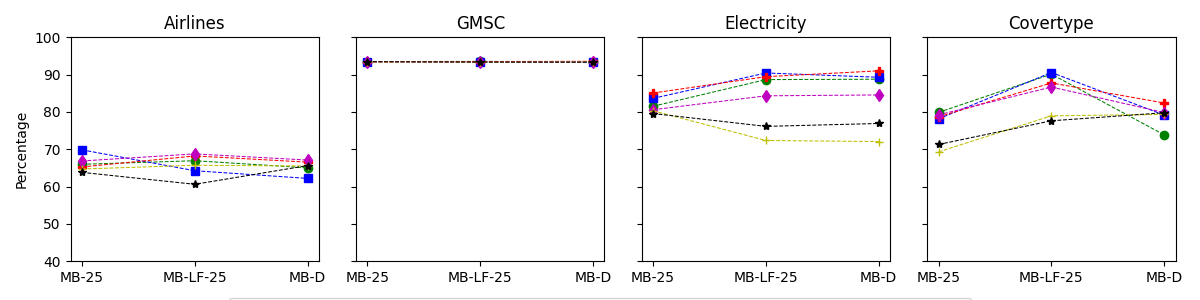 Airlines GMSC Electricity Covertype
100
90
80
70
60
50
40
Percentage
MB-25 MB-LF-25 MB-D MB-25 MB-LF-25 MB-D MB-25 MB-LF-25 MB-D MB-25 MB-LF-25 MB-D